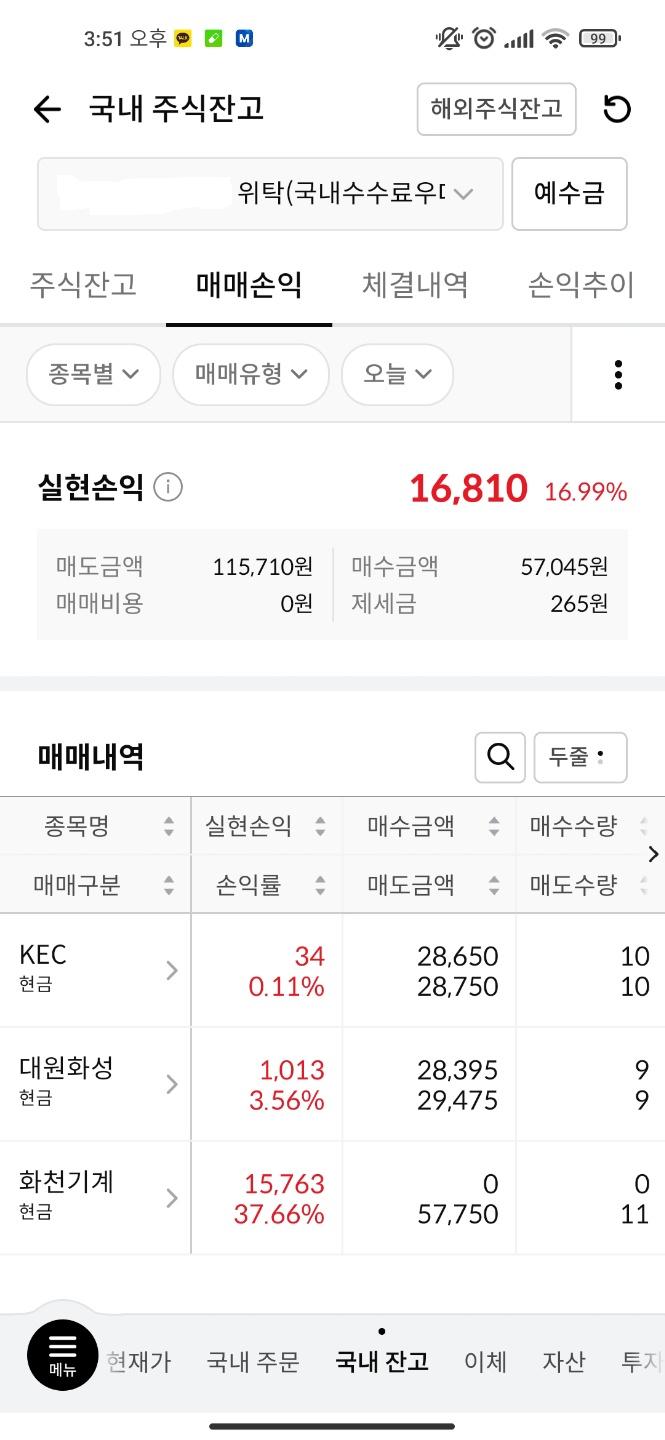 3:51 오후 TALK M 99
국내 주식잔고 해외주식잔고
위탁(국내수수료우 예수금
주식잔고 매매손익 체결내역 손익추이
종목별 매매유형 오늘
실현손익 16,810 16.99%
매도금액 115,710원 매수금액 57,045원
매매비용 0원 제세금 265원
매매내역 두줄
종목명 실현손익 매수금액 매수수량
매매구분 손익률 매도금액 매도수량
KEC 34 28,650 10
현금 0.11% 28,750 10
대원화성 1,013 28,395 9
현금 3.56% 29,475 9
화천기계 15,763 0 0
현금 37.66% 57,750 11
메뉴 현재가 국내 주문 국내 잔고 이체 자산 투자